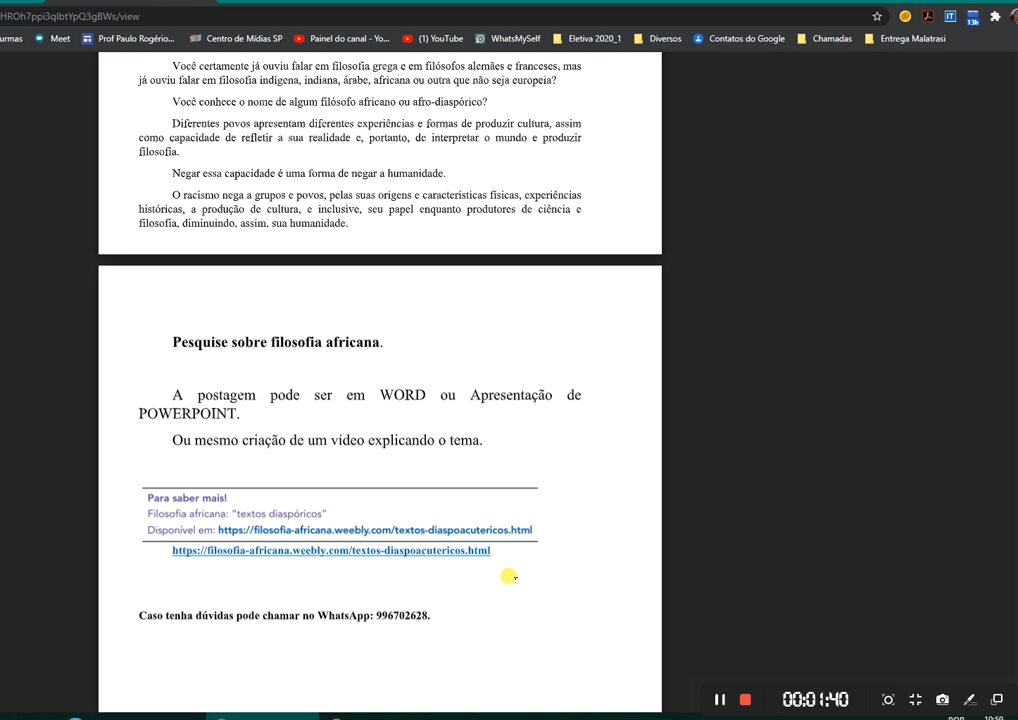 HROh7ppi3qIbtYpQ3gBWs/view
urmas Meet Prof Paulo Rogério... Centro de Mídias SP Painel do canal - Yo... (1) YouTube WhatsMySelf Eletiva 2020_1 Diversos Contatos do Google Chamadas Entrega Malatrasi
13h
Você certamente já ouviu falar em filosofia grega e em filósofos alemães e franceses, mas
já ouviu falar em filosofia indígena, indiana, árabe, africana ou outra que não seja europeia?
Você conhece o nome de algum filósofo africano ou afro-diaspórico?
Diferentes povos apresentam diferentes experiências e formas de produzir cultura, assim
como capacidade de refletir a sua realidade e, portanto, de interpretar o mundo e produzir
filosofia.
Negar essa capacidade é uma forma de negar a humanidade.
O racismo nega a grupos e povos, pelas suas origens e características físicas, experiências
históricas, a produção de cultura, e inclusive, seu papel enquanto produtores de ciência e
filosofia, diminuindo, assim, sua humanidade.
Pesquise sobre filosofia africana.
A postagem pode ser em WORD ou Apresentação de
POWERPOINT.
Ou mesmo criação de um vídeo explicando o tema.
Para saber mais!
Filosofia africana: “textos diaspóricos”
Disponível em: https://filosofia-africana.weebly.com/textos-diaspoacutericos.html
https://filosofia-africana.weebly.com/textos-diaspoacutericos.html
Caso tenha dúvidas pode chamar no WhatsApp: 996702628.
00:01:40